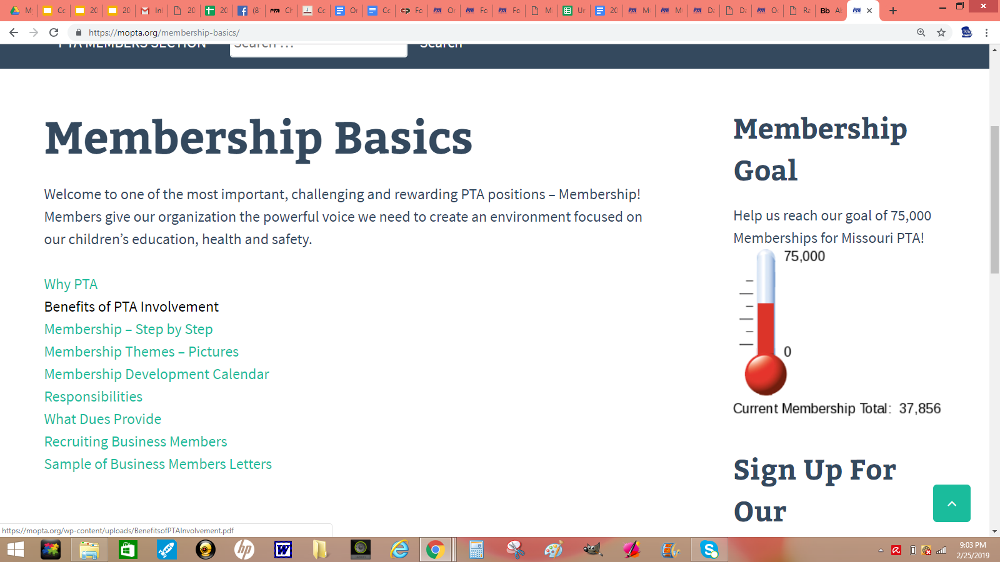 https://mopta.org/membership-basics/
PTA MEMBERS SECTION
Search …
Search
Membership Basics
Welcome to one of the most important, challenging and rewarding PTA positions – Membership!
Members give our organization the powerful voice we need to create an environment focused on
our children’s education, health and safety.
Why PTA
Benefits of PTA Involvement
Membership – Step by Step
Membership Themes – Pictures
Membership Development Calendar
Responsibilities
What Dues Provide
Recruiting Business Members
Sample of Business Members Letters
Membership
Goal
Help us reach our goal of 75,000
Memberships for Missouri PTA!
75,000
0
Current Membership Total: 37,856
Sign Up For
Our
https://mopta.org/wp-content/uploads/BenefitsofPTAInvolvement.pdf
9:03 PM
2/25/2019